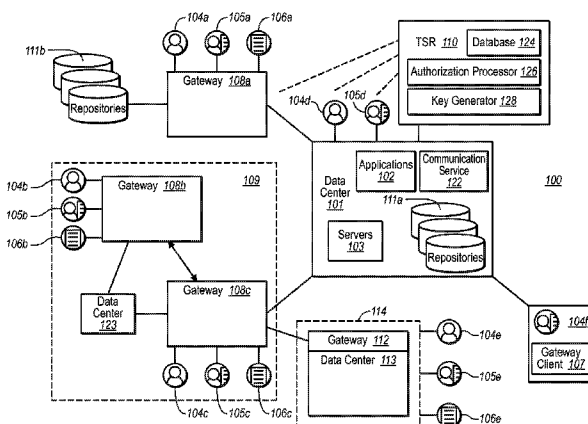 111b
104a
105a
106a
Repositories
Gateway 108a
TSR 110
Database 124
Authorization Processor 126
Key Generator 128
104d
105d
100
Data
Center
101
Applications
102
Communication
Service
122
111a
Servers
103
Repositories
109
104b
105b
106b
Gateway 108b
Data
Center
123
Gateway 108c
104c
105c
106c
114
Gateway 112
Data Center 113
104e
105e
106e
104f
Gateway
Client
107